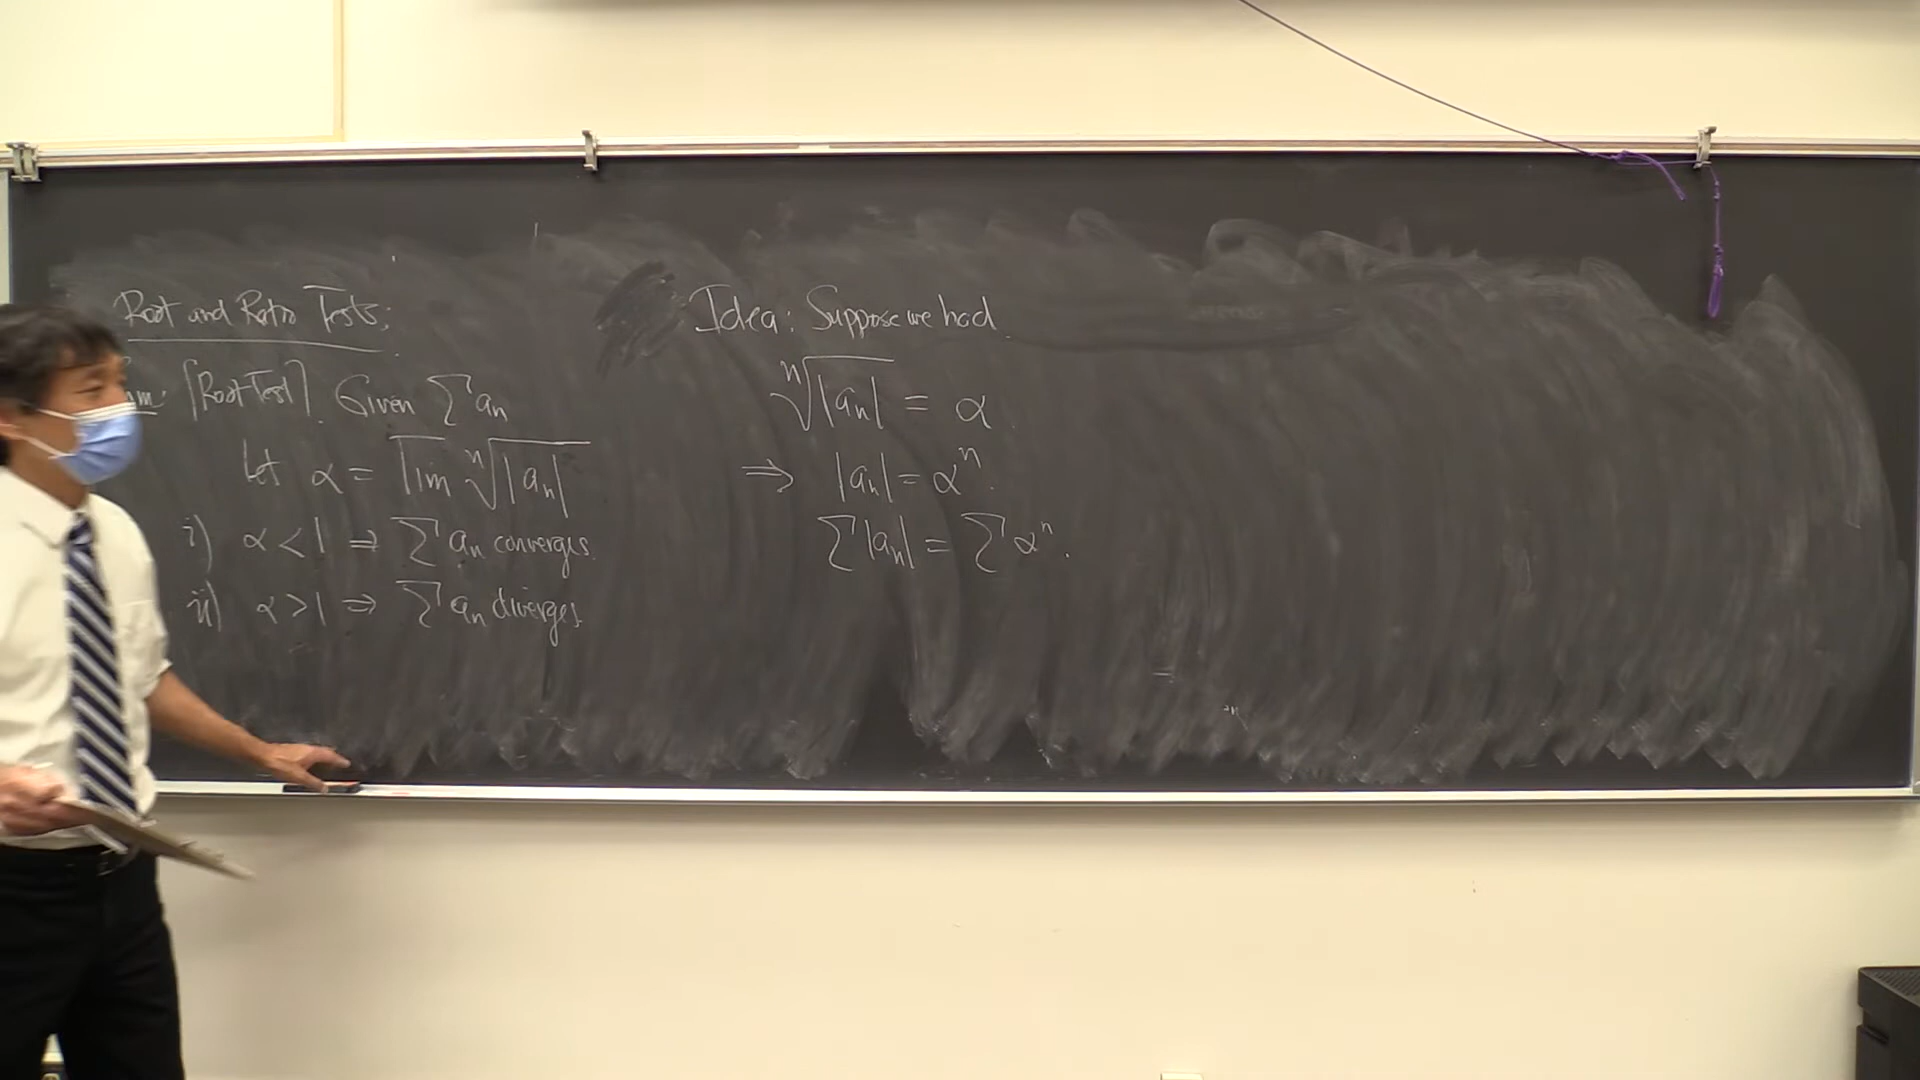 Root and Ratio Tests:
Thm: [Root Test]. Given ∑ aₙ
Let α = l̅i̅m̅ ⁿ√|aₙ|
i) α < 1 ⇒ ∑ aₙ converges.
ii) α > 1 ⇒ ∑ aₙ diverges.
Idea: Suppose we had
ⁿ√|aₙ| = α
⇒ |aₙ| = αⁿ.
∑ |aₙ| = ∑ αⁿ.